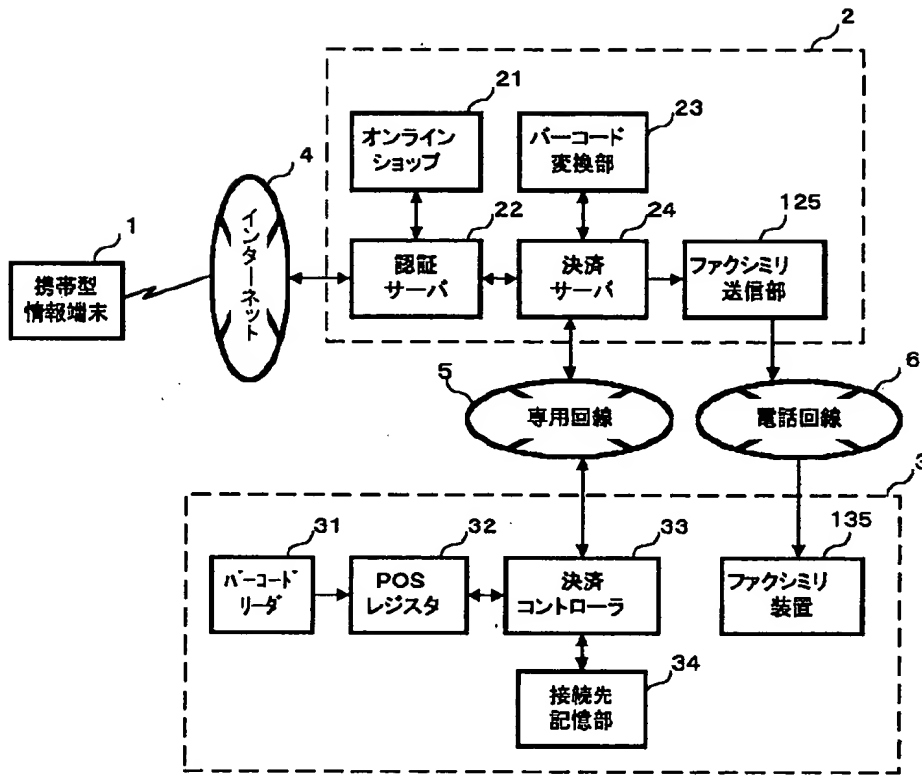 2
21
23
オンライン
ショップ
バーコード
変換部
4
22
24
125
1
インターネット
認証
サーバ
決済
サーバ
ファクシミリ
送信部
携帯型
情報端末
5
6
専用回線
電話回線
3
31
32
33
135
バーコード
リーダ
POS
レジスタ
決済
コントローラ
ファクシミリ
装置
34
接続先
記憶部